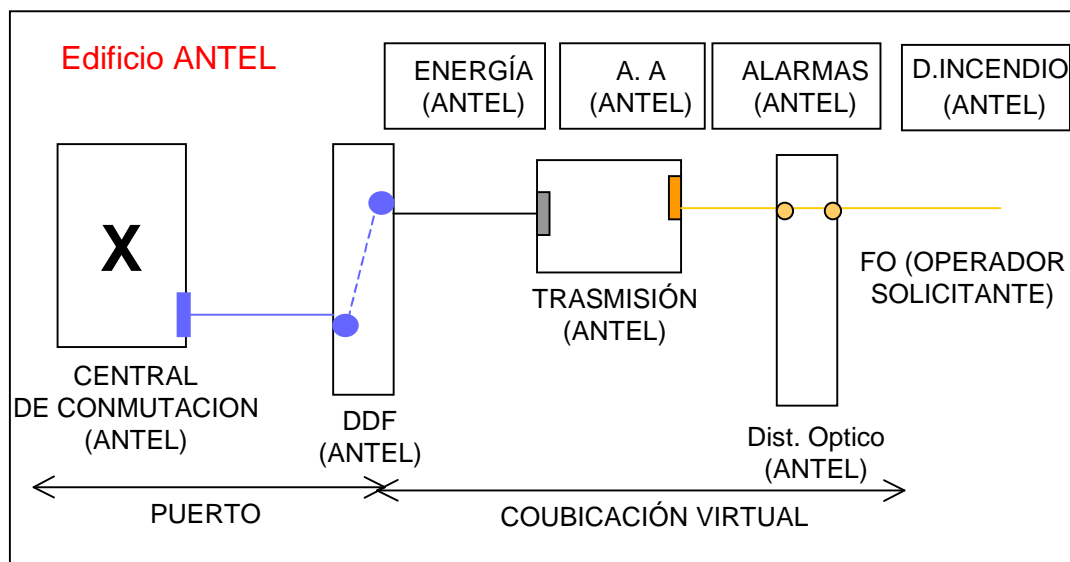 Edificio ANTEL
ENERGÍA
(ANTEL)
A. A
(ANTEL)
ALARMAS
(ANTEL)
D.INCENDIO
(ANTEL)
X
CENTRAL
DE CONMUTACION
(ANTEL)
DDF
(ANTEL)
TRASMISIÓN
(ANTEL)
Dist. Optico
(ANTEL)
FO (OPERADOR
SOLICITANTE)
PUERTO
COUBICACIÓN VIRTUAL